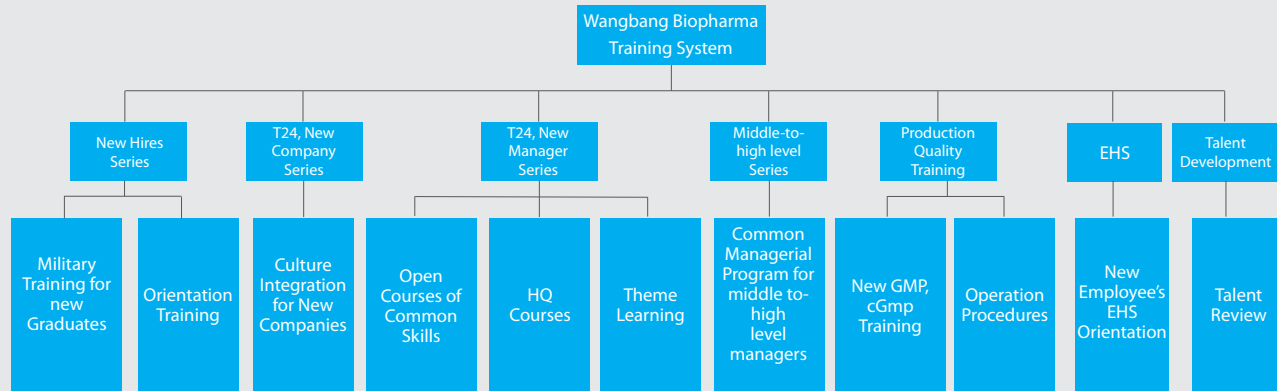 Wangbang Biopharma
Training System
New Hires
Series
T24, New
Company
Series
T24, New
Manager
Series
Middle-to-
high level
Series
Production
Quality
Training
EHS
Talent
Development
Military
Training for
new
Graduates
Orientation
Training
Culture
Integration
for New
Companies
Open
Courses of
Common
Skills
HQ
Courses
Theme
Learning
Common
Managerial
Program for
middle to-
high
level
managers
New GMP,
cGmp
Training
Operation
Procedures
New
Employee’s
EHS
Orientation
Talent
Review